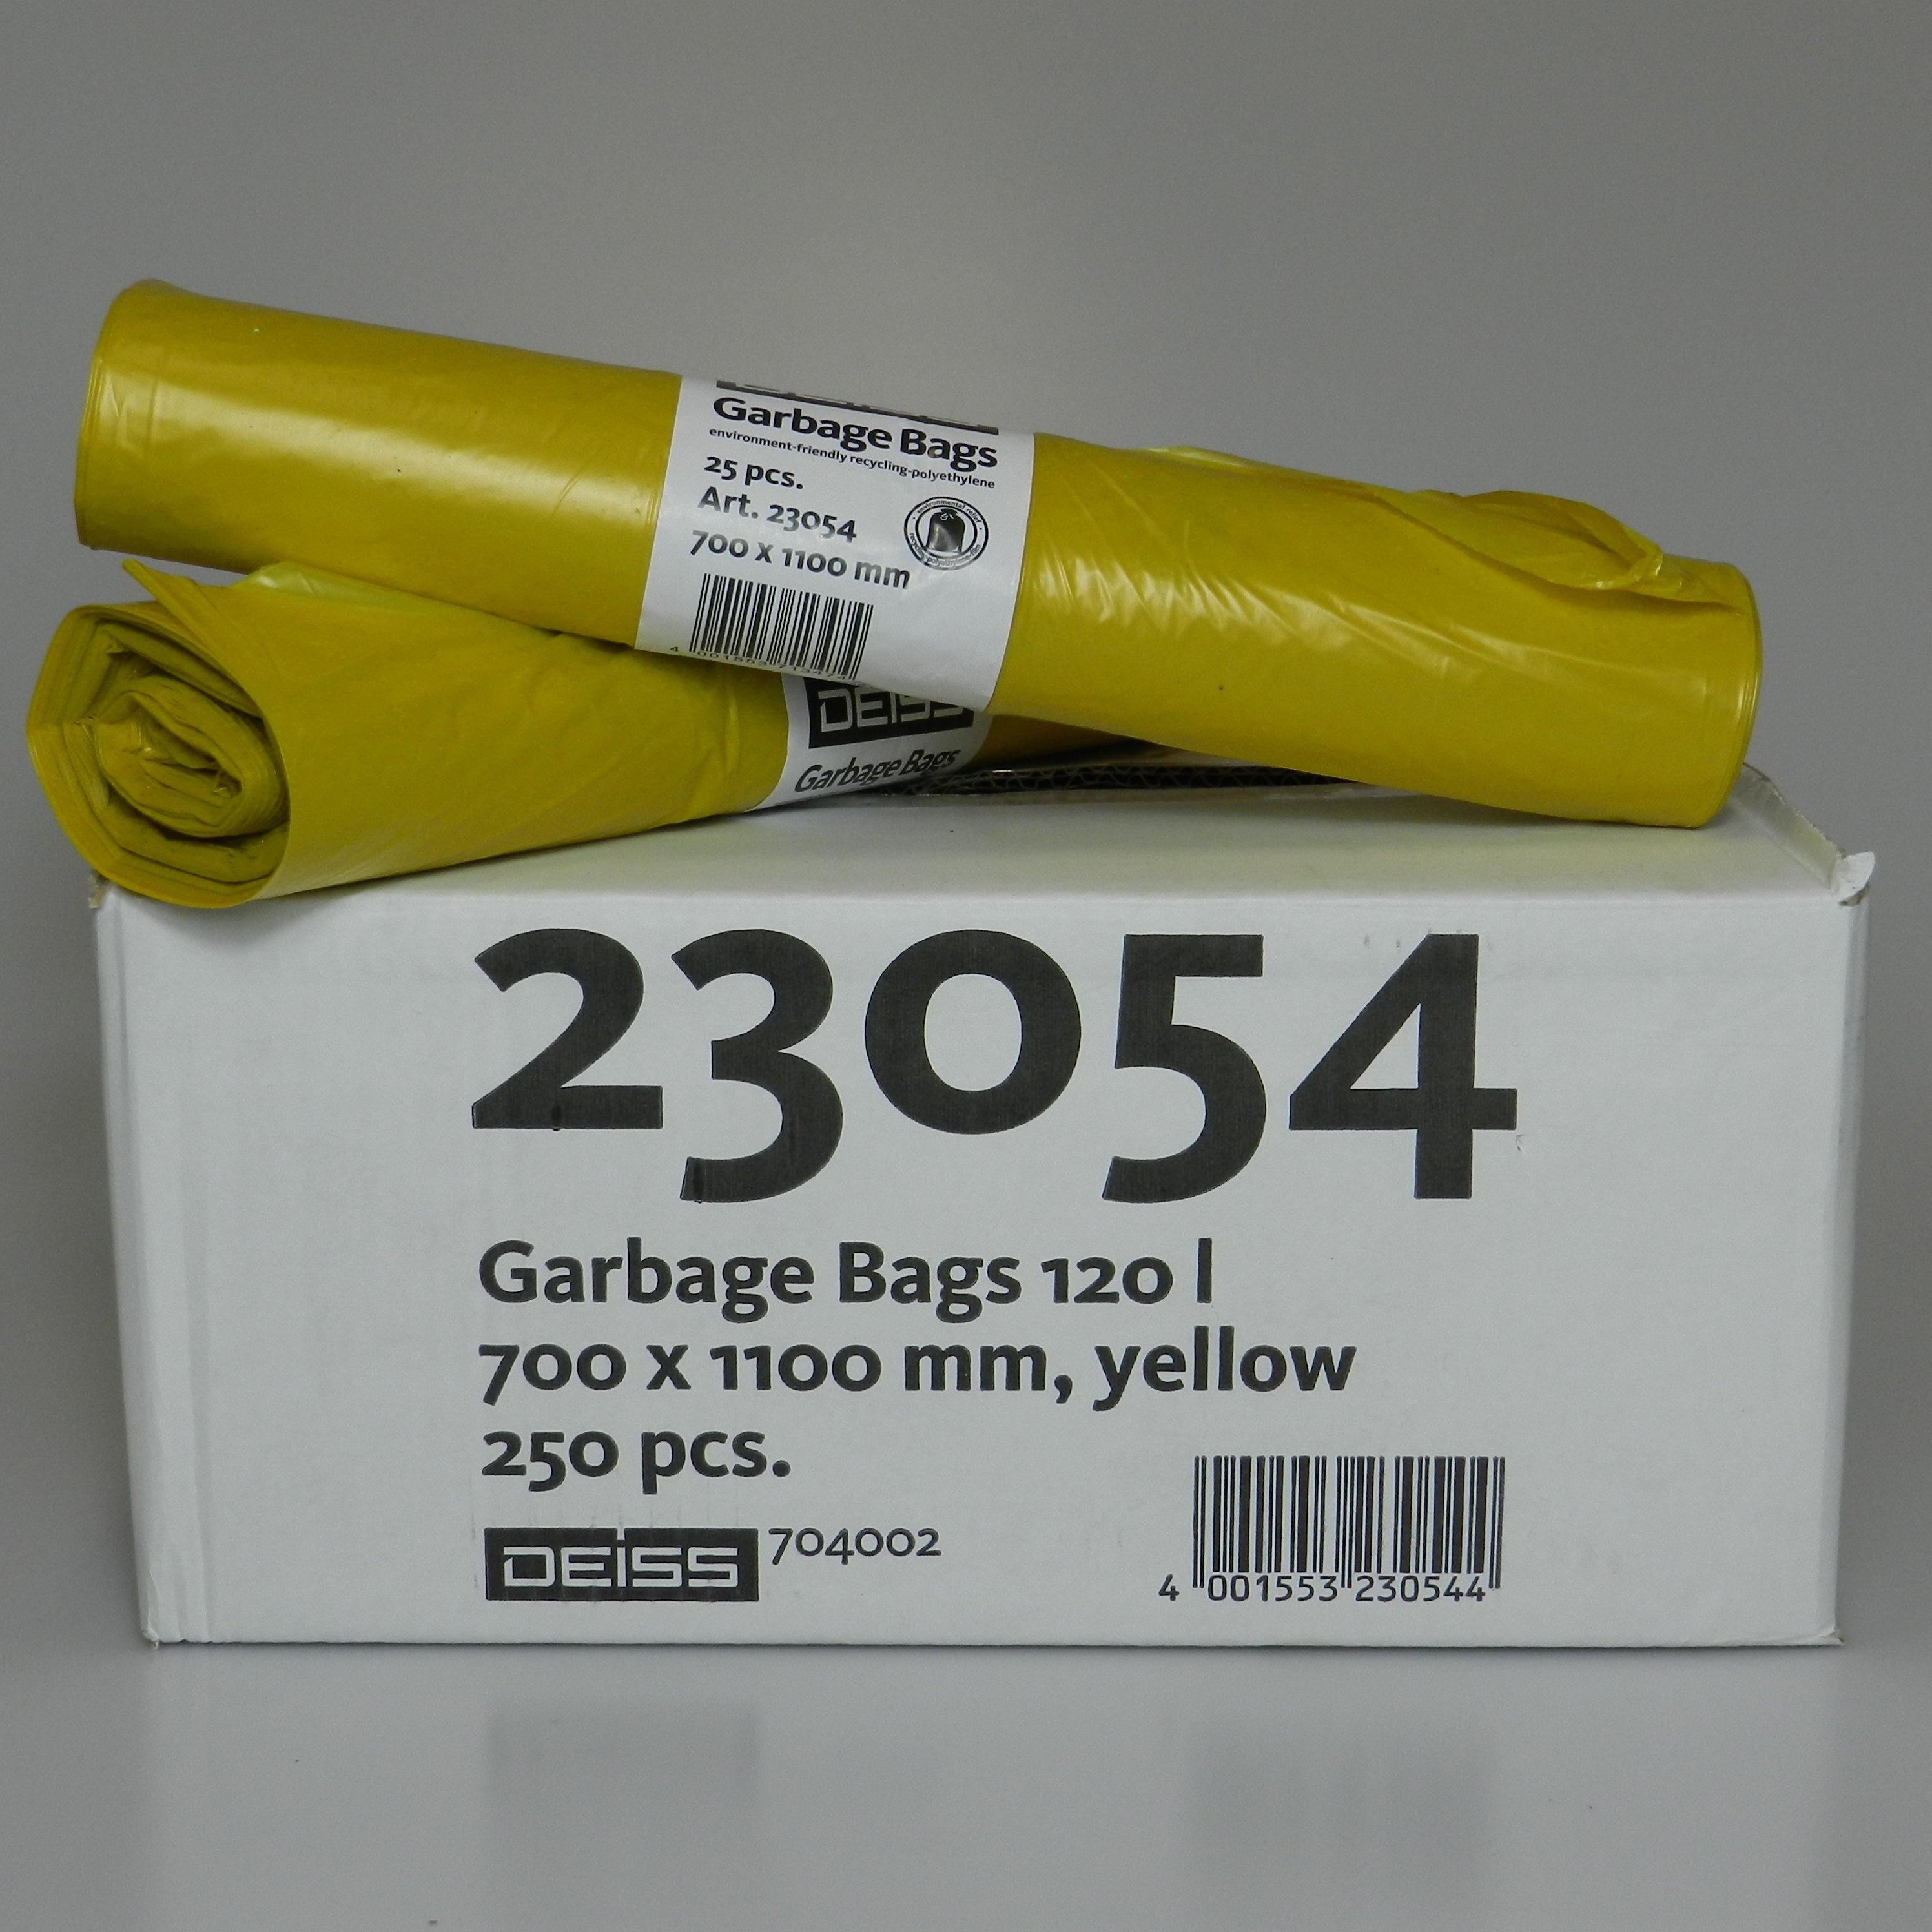 Garbage Bags
environment-friendly recycling-polyethylene
25 pcs.
Art. 23054
700 x 1100 mm
DEISS
Garbage Bags
23054
Garbage Bags 120 l
700 x 1100 mm, yellow
250 pcs.
DEISS 704002
4 001553 230544